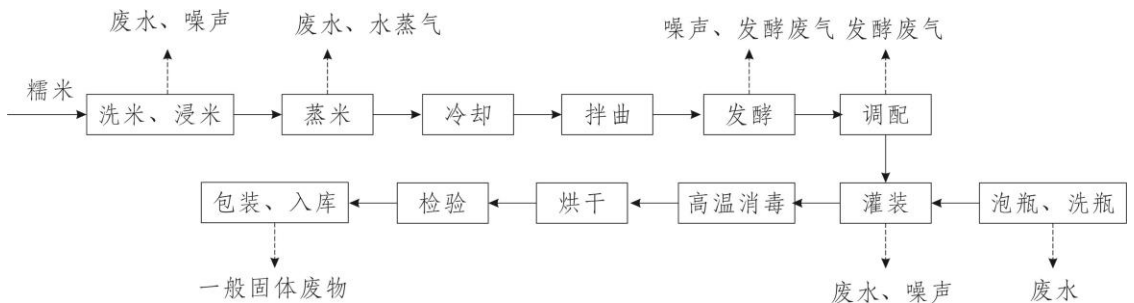 废水、噪声
废水、水蒸气
噪声、发酵废气
发酵废气
糯米
洗米、浸米
蒸米
冷却
拌曲
发酵
调配
包装、入库
检验
烘干
高温消毒
灌装
泡瓶、洗瓶
一般固体废物
废水、噪声
废水